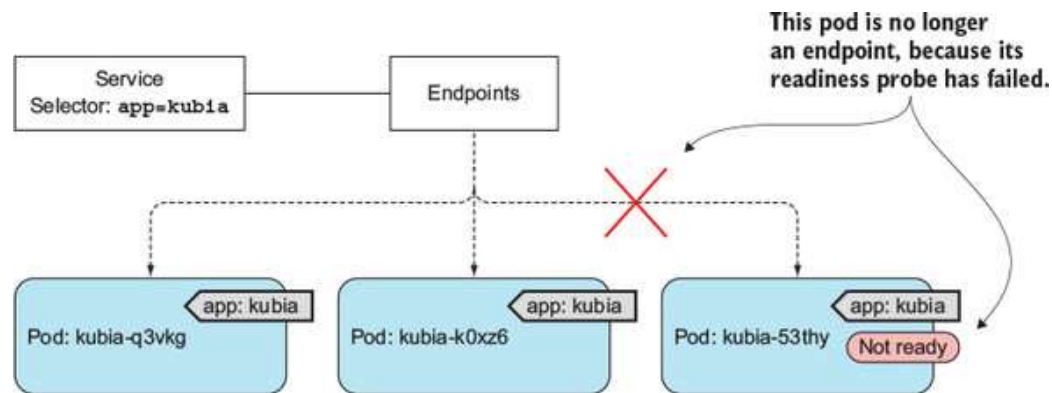 This pod is no longer
an endpoint, because its
readiness probe has failed.
Service
Selector: app=kubia
Endpoints
app: kubia
Pod: kubia-q3vkg
app: kubia
Pod: kubia-k0xz6
app: kubia
Pod: kubia-53thy
Not ready